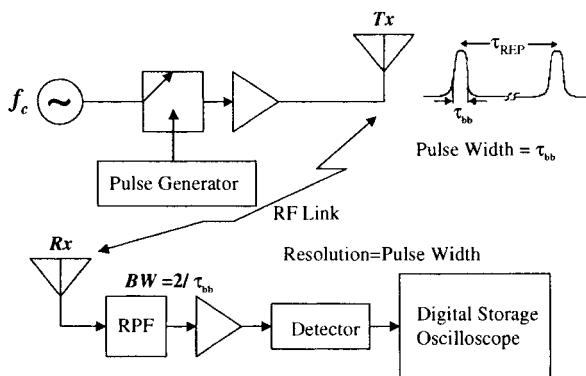 Tx
τREP
fc
~
τbb
Pulse Width = τbb
Pulse Generator
RF Link
Rx
Resolution=Pulse Width
BW=2/ τbb
RPF
Detector
Digital Storage
Oscilloscope